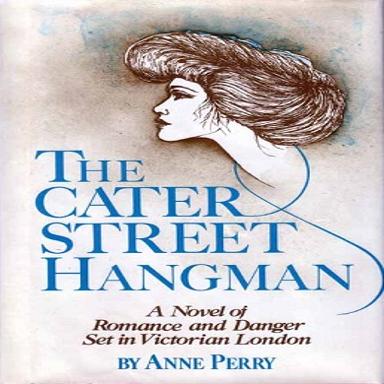 THE
CATER
STREET
HANGMAN
A Novel of
Romance and Danger
Set in Victorian London
BY ANNE PERRY